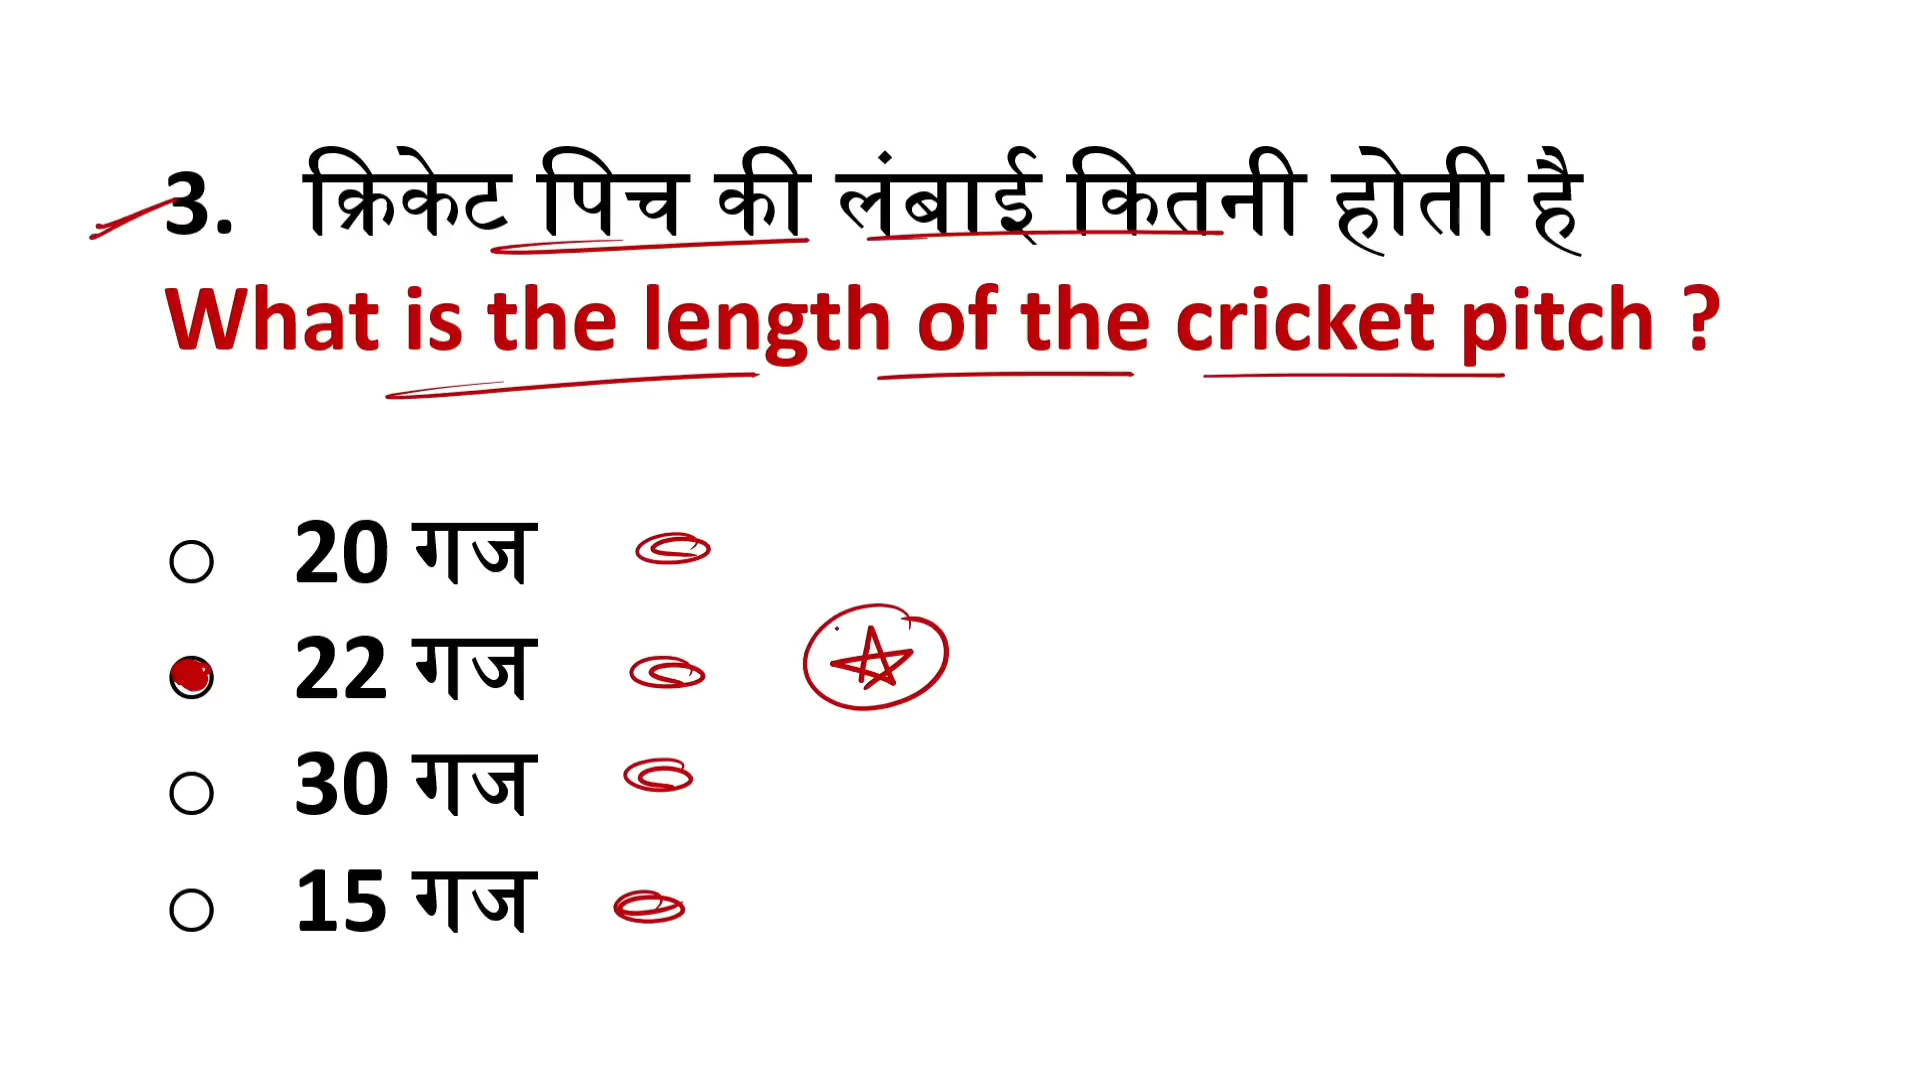 3. क्रिकेट पिच की लंबाई कितनी होती है
What is the length of the cricket pitch ?
20 गज
22 गज
30 गज
15 गज